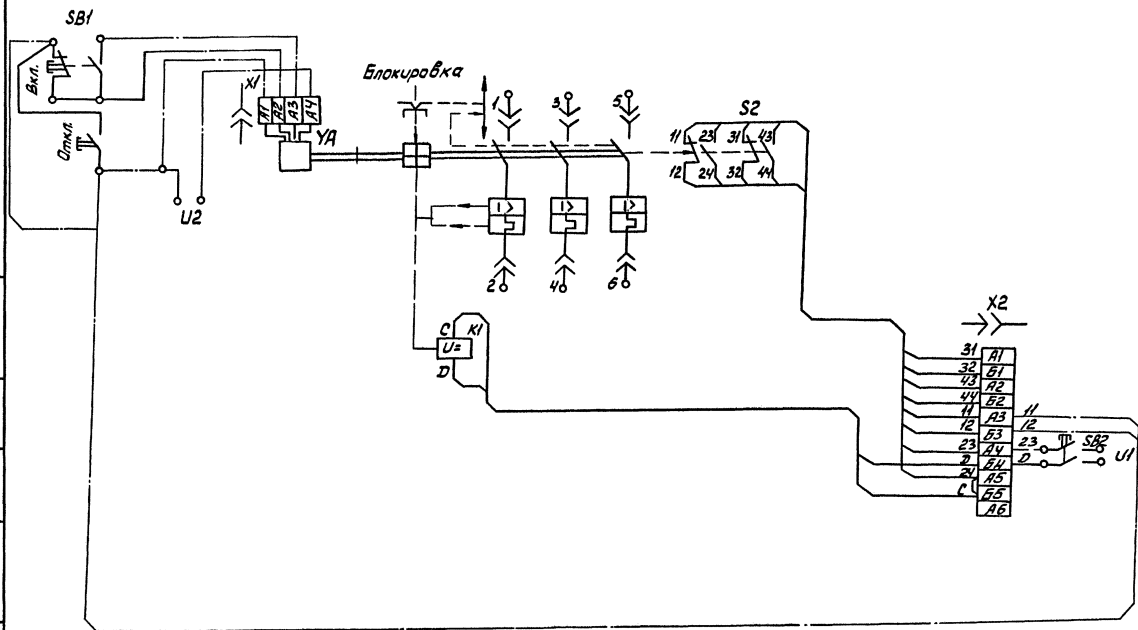 SB1
Вкл.
Откл.
U2
X1
A1
A2
A3
A4
YA
Блокировка
1
3
5
I>
I>
I>
2
4
6
S2
11
23
31
43
12
24
32
44
C
K1
U=
D
X2
31 A1
32 Б1
43 A2
44 Б2
11 A3 11
12 Б3 12
23 A4 23 SB2
D Б4 D U1
24 A5
C Б5
A6